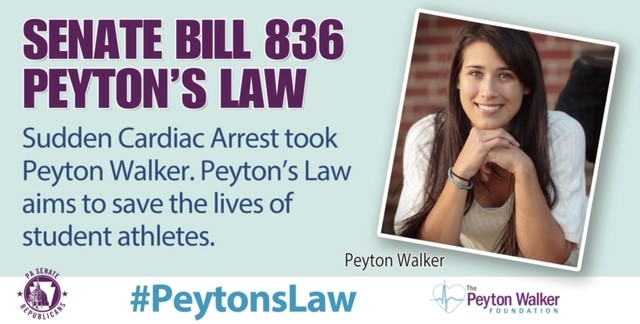 SENATE BILL 836
PEYTON'S LAW
Sudden Cardiac Arrest took
Peyton Walker. Peyton's Law
aims to save the lives of
student athletes.
Peyton Walker
PA SENATE
REPUBLICANS
#PeytonsLaw
The
Peyton Walker
FOUNDATION